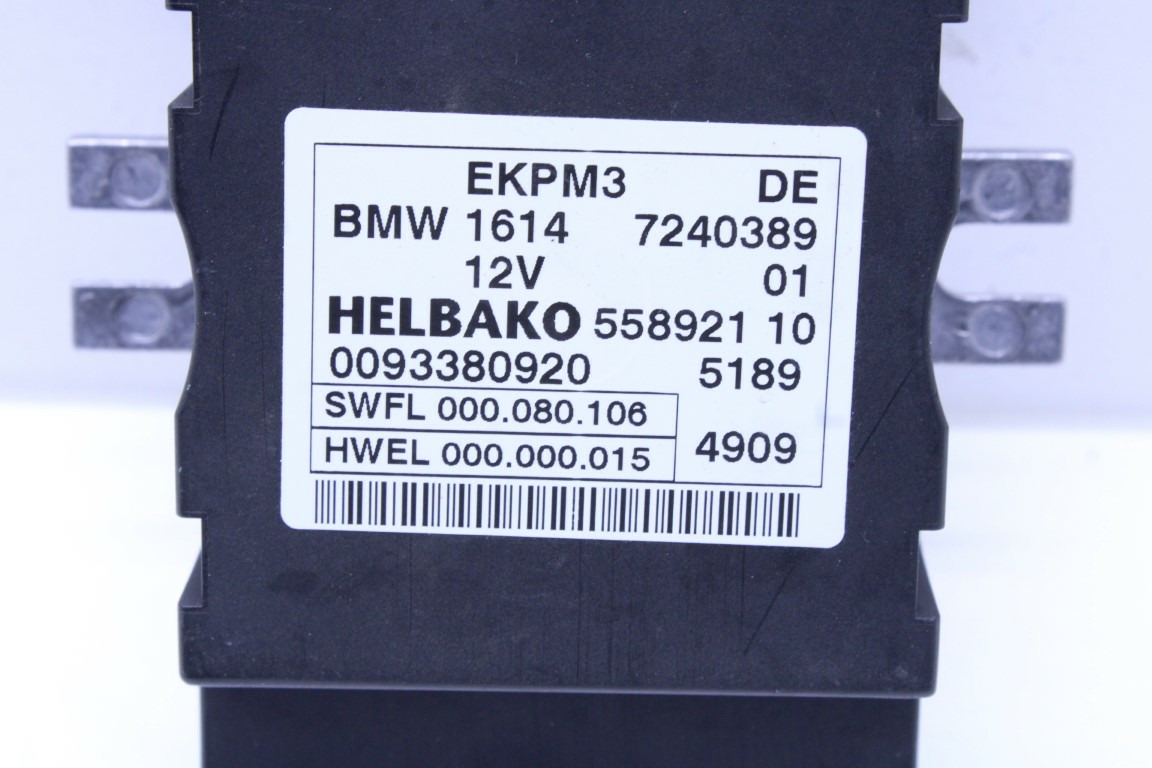 EKPM3 DE
BMW 1614 7240389
12V 01
HELBAKO 558921 10
0093380920 5189
SWFL 000.080.106
HWEL 000.000.015 4909